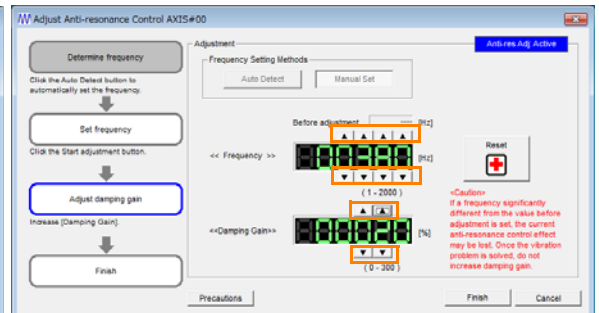 Adjust Anti-resonance Control AXIS#00
Determine frequency
Click the Auto Detect button to
automatically set the frequency.
Set frequency
Click the Start adjustment button.
Adjust damping gain
Increase [Damping Gain].
Finish
Adjustment
Anti-res Adj Active
Frequency Setting Methods
Auto Detect
Manual Set
Before adjustment
---- [Hz]
<< Frequency >>
[Hz]
( 1 - 2000 )
<<Damping Gain>>
00020
[%]
( 0 - 300 )
Reset
<Caution>
If a frequency significantly
different from the value before
adjustment is set, the current
anti-resonance control effect
may be lost. Once the vibration
problem is solved, do not
increase damping gain.
Precautions
Finish
Cancel